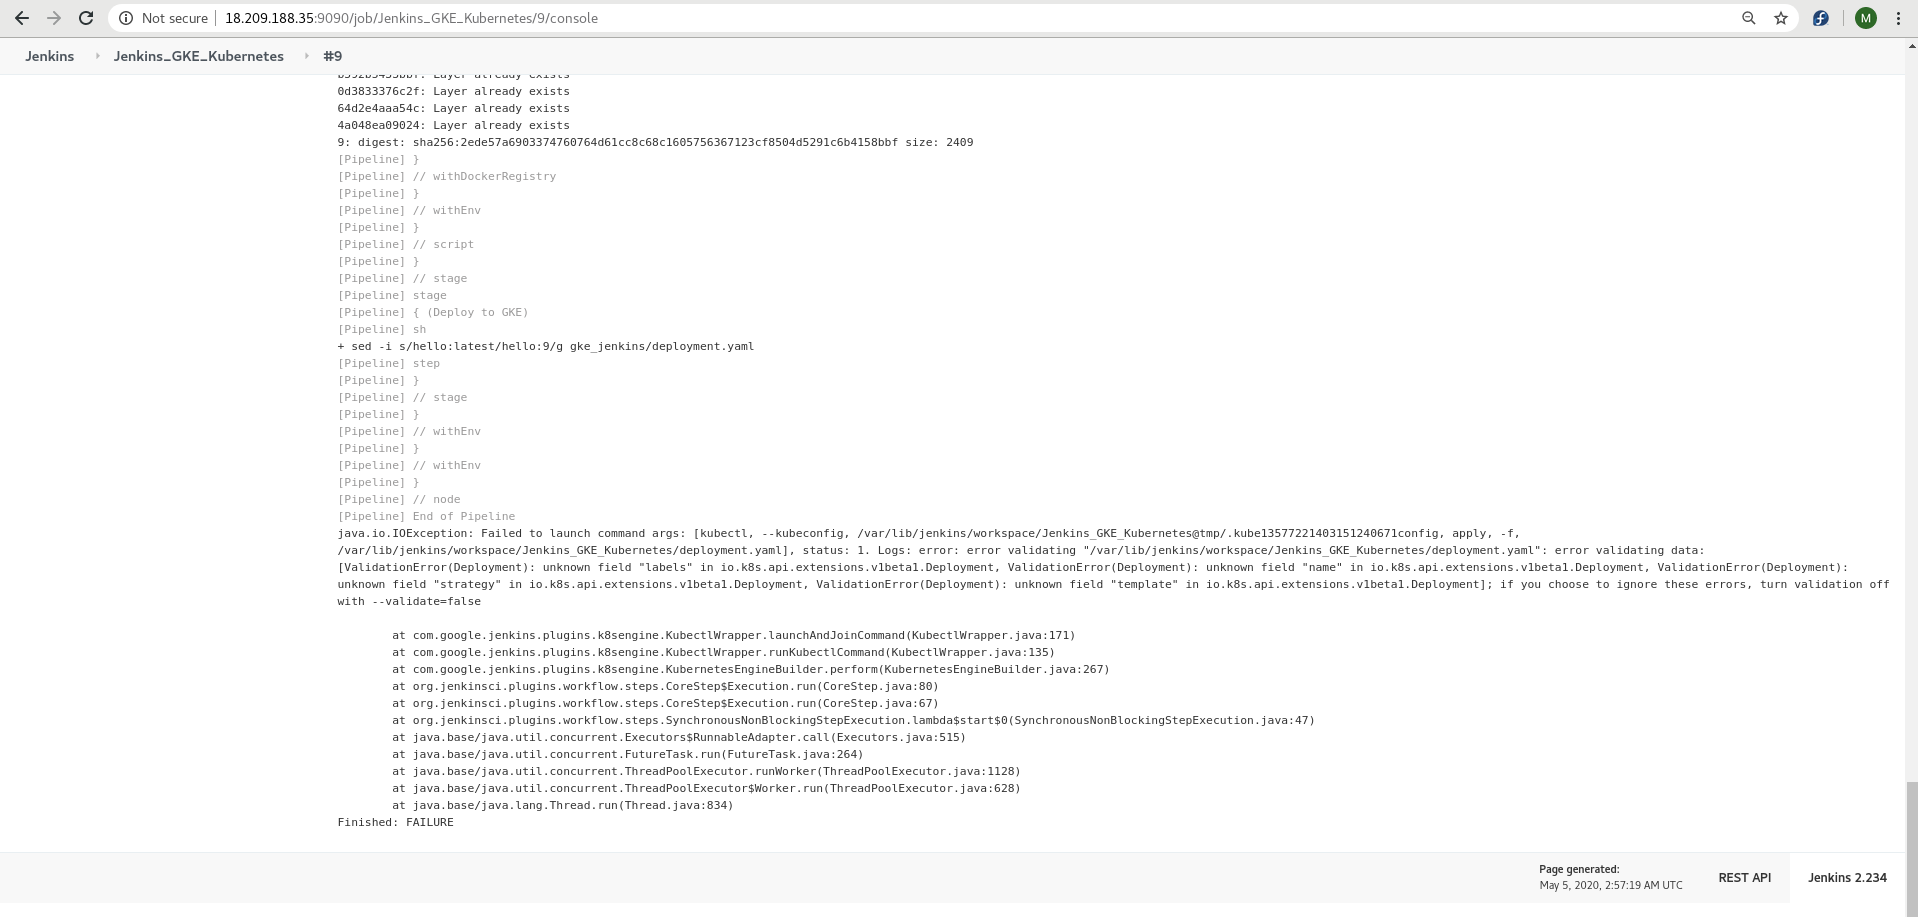 Not secure | 18.209.188.35:9090/job/Jenkins_GKE_Kubernetes/9/console
M
Jenkins
Jenkins_GKE_Kubernetes
#9
Layer already exists
0d3833376c2f: Layer already exists
64d2e4aaa54c: Layer already exists
4a048ea09024: Layer already exists
9: digest: sha256:2ede57a6903374760764d61cc8c68c1605756367123cf8504d5291c6b4158bbf size: 2409
[Pipeline] }
[Pipeline] // withDockerRegistry
[Pipeline] }
[Pipeline] // withEnv
[Pipeline] }
[Pipeline] // script
[Pipeline] }
[Pipeline] // stage
[Pipeline] stage
[Pipeline] { (Deploy to GKE)
[Pipeline] sh
+ sed -i s/hello:latest/hello:9/g gke_jenkins/deployment.yaml
[Pipeline] step
[Pipeline] }
[Pipeline] // stage
[Pipeline] }
[Pipeline] // withEnv
[Pipeline] }
[Pipeline] // withEnv
[Pipeline] }
[Pipeline] // node
[Pipeline] End of Pipeline
java.io.IOException: Failed to launch command args: [kubectl, --kubeconfig, /var/lib/jenkins/workspace/Jenkins_GKE_Kubernetes@tmp/.kube13577221403151240671config, apply, -f,
/var/lib/jenkins/workspace/Jenkins_GKE_Kubernetes/deployment.yaml], status: 1. Logs: error: error validating "/var/lib/jenkins/workspace/Jenkins_GKE_Kubernetes/deployment.yaml": error validating data:
[ValidationError(Deployment): unknown field "labels" in io.k8s.api.extensions.v1beta1.Deployment, ValidationError(Deployment): unknown field "name" in io.k8s.api.extensions.v1beta1.Deployment, ValidationError(Deployment):
unknown field "strategy" in io.k8s.api.extensions.v1beta1.Deployment, ValidationError(Deployment): unknown field "template" in io.k8s.api.extensions.v1beta1.Deployment]; if you choose to ignore these errors, turn validation off
with --validate=false
at com.google.jenkins.plugins.k8sengine.KubectlWrapper.launchAndJoinCommand(KubectlWrapper.java:171)
at com.google.jenkins.plugins.k8sengine.KubectlWrapper.runKubectlCommand(KubectlWrapper.java:135)
at com.google.jenkins.plugins.k8sengine.KubernetesEngineBuilder.perform(KubernetesEngineBuilder.java:267)
at org.jenkinsci.plugins.workflow.steps.CoreStep$Execution.run(CoreStep.java:80)
at org.jenkinsci.plugins.workflow.steps.CoreStep$Execution.run(CoreStep.java:67)
at org.jenkinsci.plugins.workflow.steps.SynchronousNonBlockingStepExecution.lambda$start$0(SynchronousNonBlockingStepExecution.java:47)
at java.base/java.util.concurrent.Executors$RunnableAdapter.call(Executors.java:515)
at java.base/java.util.concurrent.FutureTask.run(FutureTask.java:264)
at java.base/java.util.concurrent.ThreadPoolExecutor.runWorker(ThreadPoolExecutor.java:1128)
at java.base/java.util.concurrent.ThreadPoolExecutor$Worker.run(ThreadPoolExecutor.java:628)
at java.base/java.lang.Thread.run(Thread.java:834)
Finished: FAILURE
Page generated:
May 5, 2020, 2:57:19 AM UTC
REST API
Jenkins 2.234